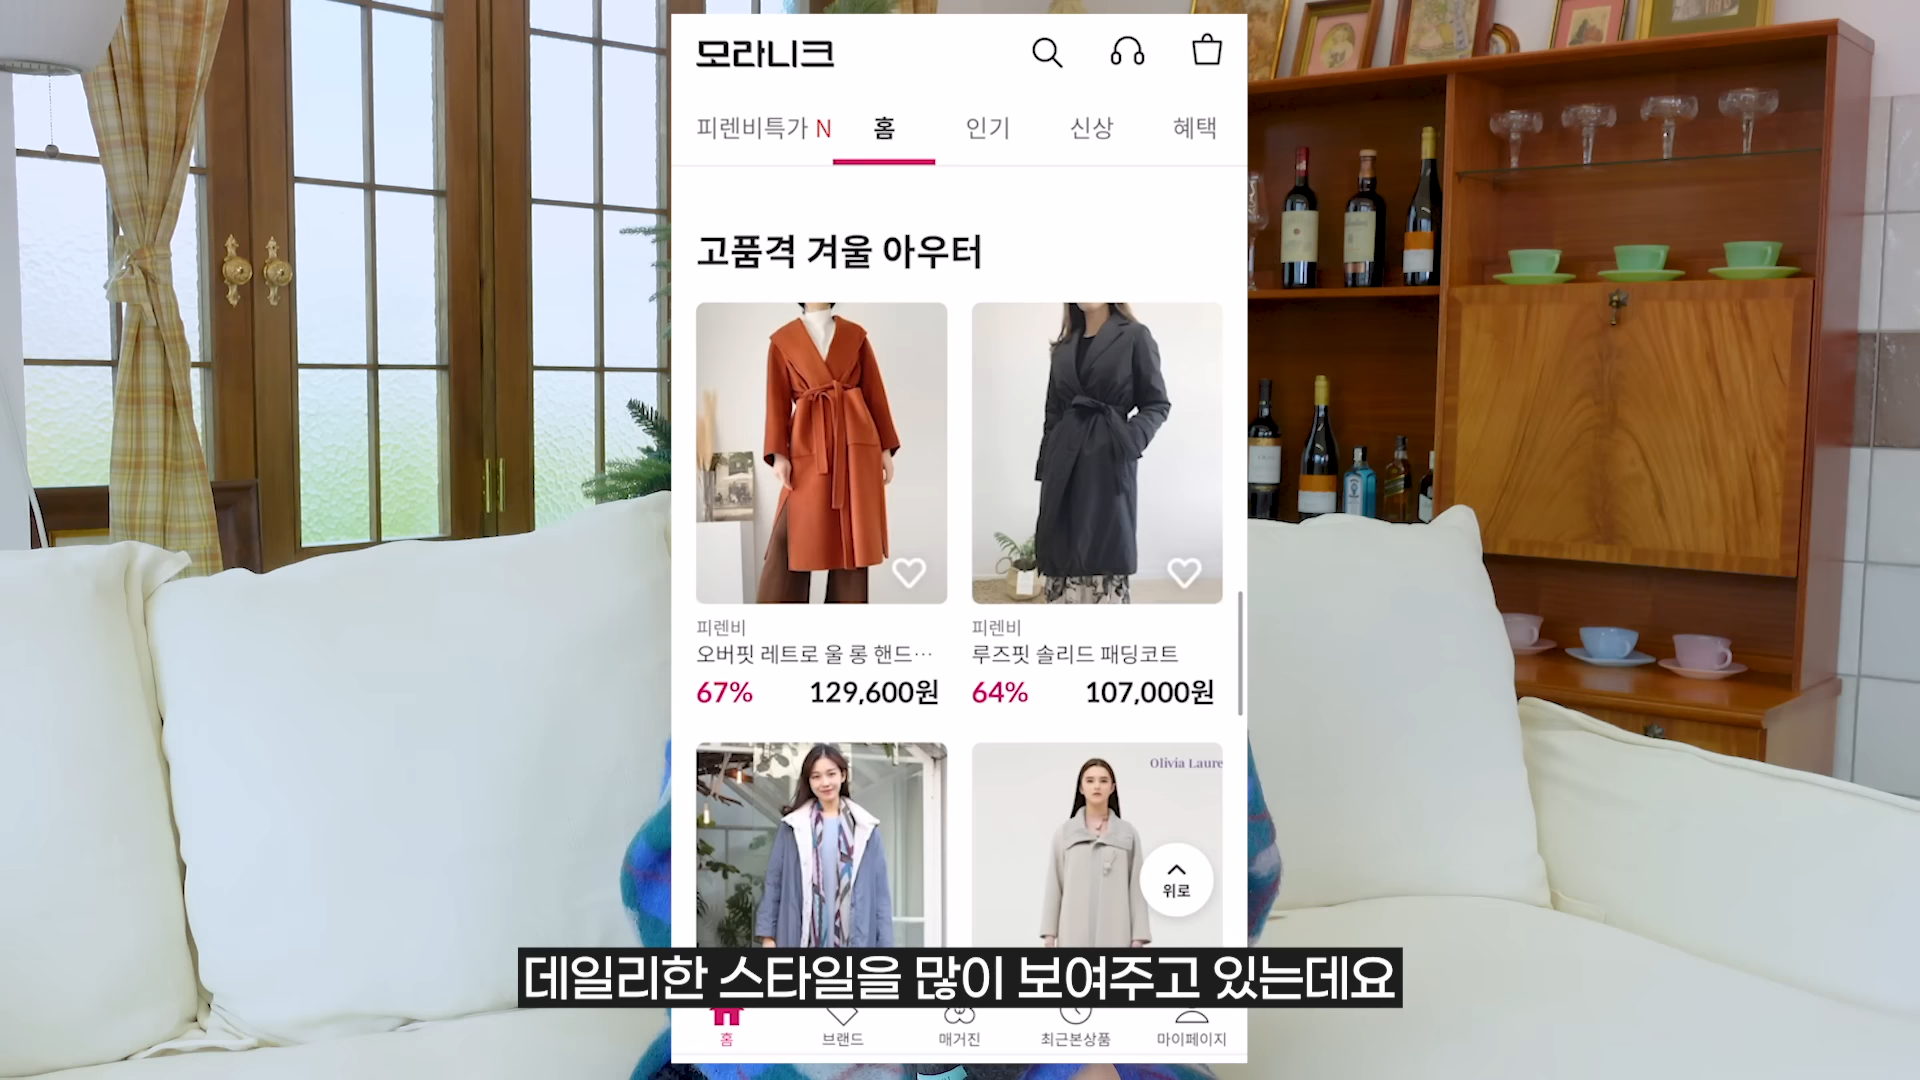 모라니크
피렌비특가 N 홈 인기 신상 혜택
고품격 겨울 아우터
피렌비
오버핏 레트로 울 롱 핸드…
67% 129,600원
피렌비
루즈핏 솔리드 패딩코트
64% 107,000원
Olivia Laure
위로
데일리한 스타일을 많이 보여주고 있는데요
홈 브랜드 매거진 최근본상품 마이페이지